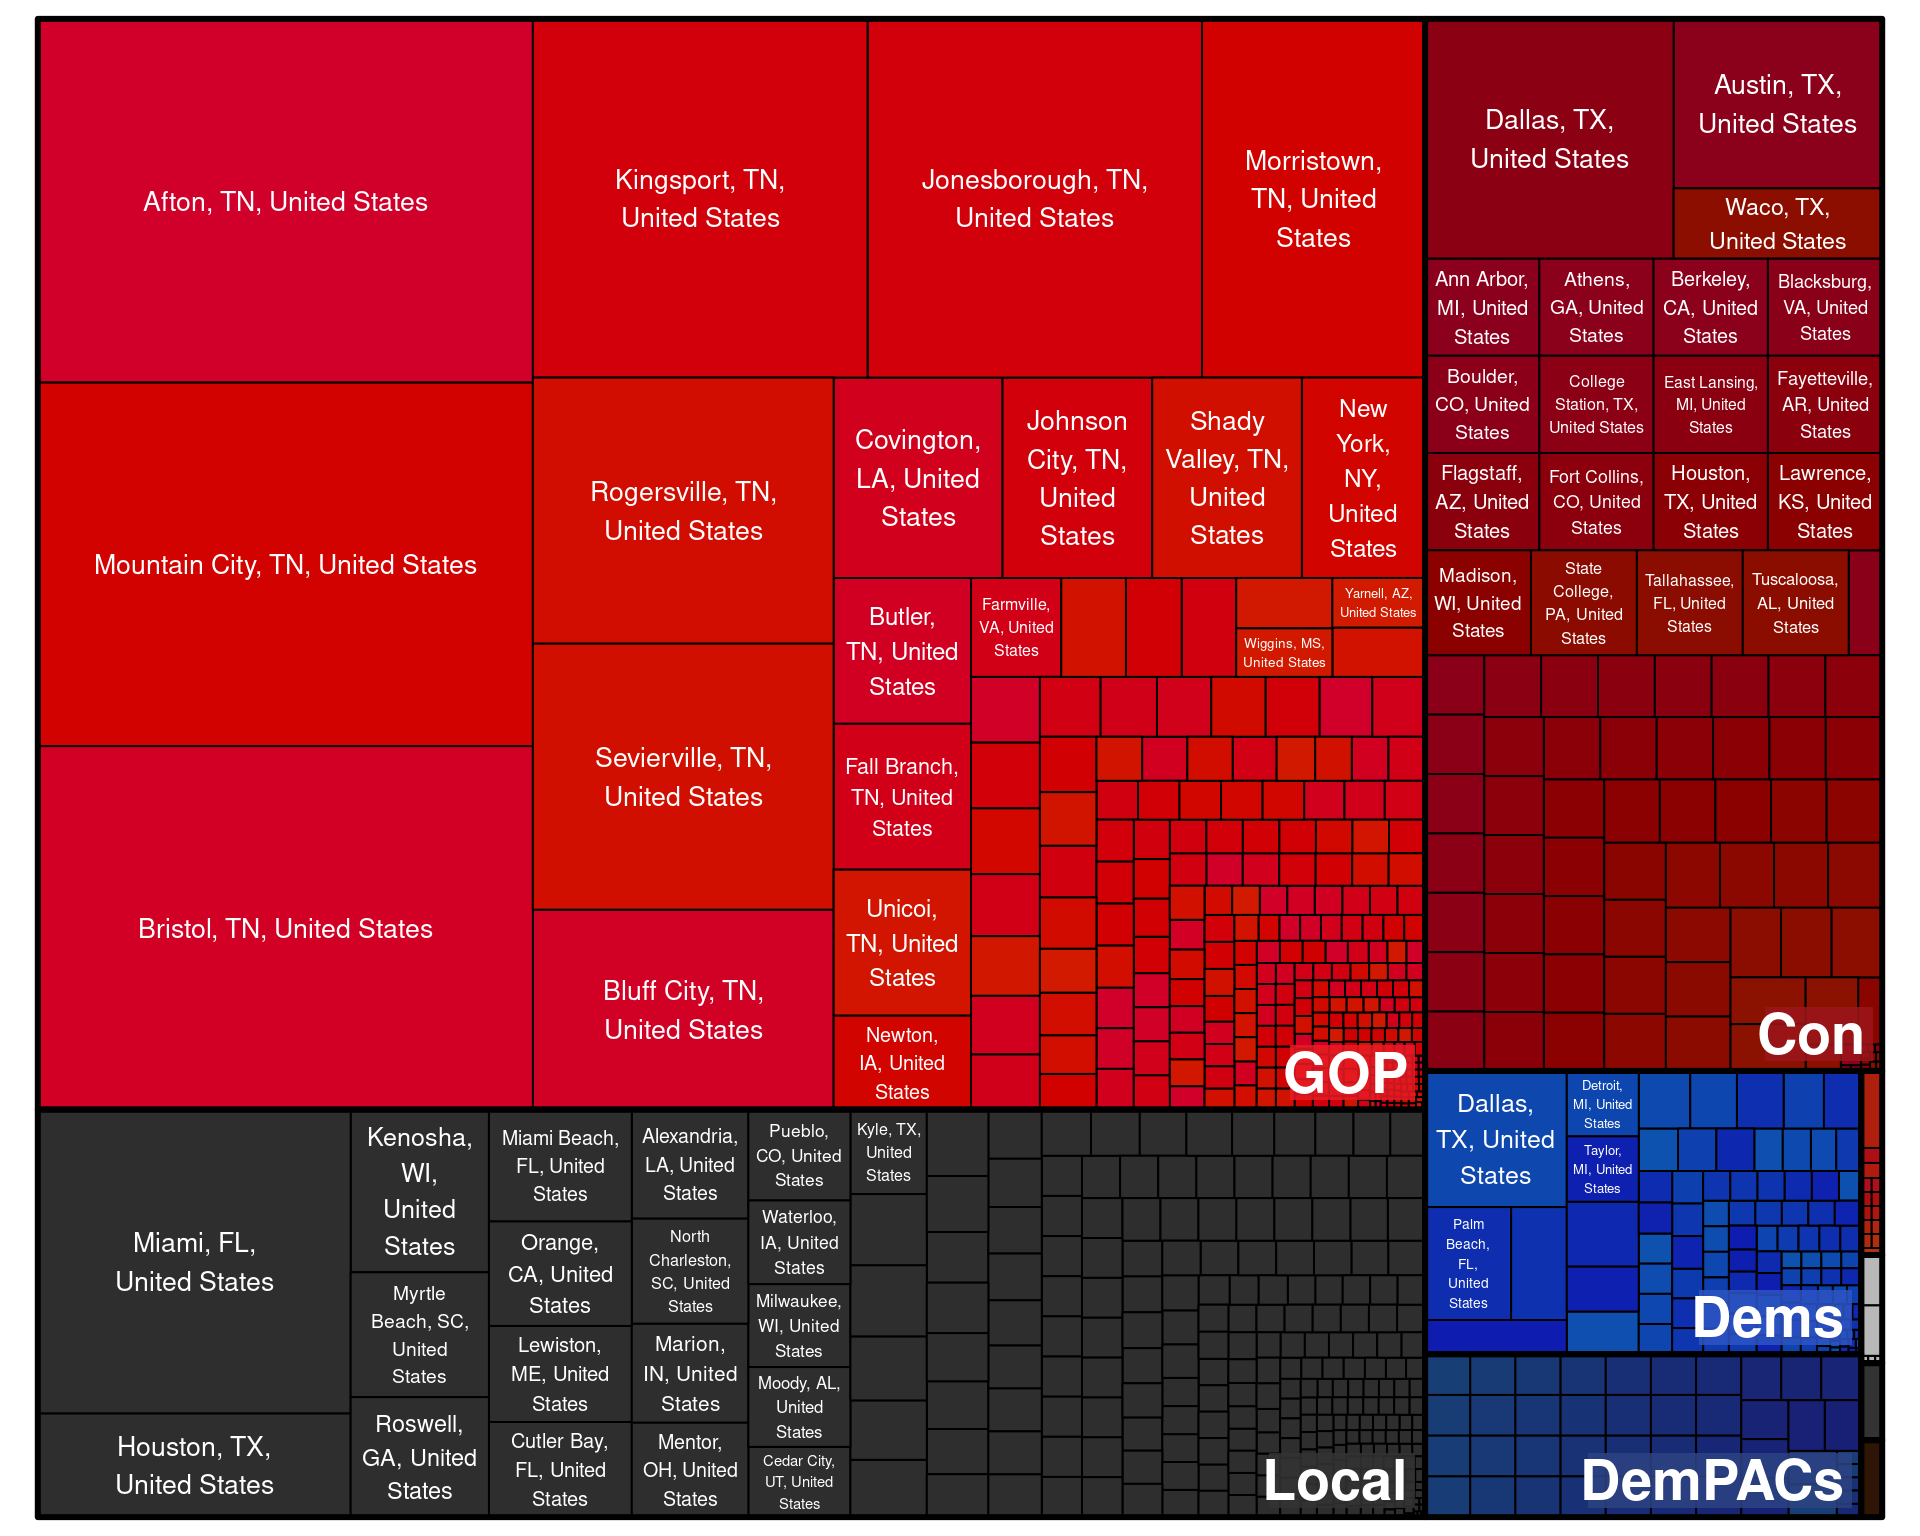 Afton, TN, United States
Mountain City, TN, United States
Bristol, TN, United States
Kingsport, TN,
United States
Jonesborough, TN,
United States
Morristown,
TN, United
States
Rogersville, TN,
United States
Sevierville, TN,
United States
Bluff City, TN,
United States
Covington,
LA, United
States
Johnson
City, TN,
United
States
Shady
Valley, TN,
United
States
New
York,
NY,
United
States
Butler,
TN, United
States
Fall Branch,
TN, United
States
Unicoi,
TN, United
States
Newton,
IA, United
States
Farmville,
VA, United
States
Yarnell, AZ,
United States
Wiggins, MS,
United States
GOP
Dallas, TX,
United States
Austin, TX,
United States
Waco, TX,
United States
Ann Arbor,
MI, United
States
Athens,
GA, United
States
Berkeley,
CA, United
States
Blacksburg,
VA, United
States
Boulder,
CO, United
States
College
Station, TX,
United States
East Lansing,
MI, United
States
Fayetteville,
AR, United
States
Flagstaff,
AZ, United
States
Fort Collins,
CO, United
States
Houston,
TX, United
States
Lawrence,
KS, United
States
Madison,
WI, United
States
State
College,
PA, United
States
Tallahassee,
FL, United
States
Tuscaloosa,
AL, United
States
Con
Miami, FL,
United States
Houston, TX,
United States
Kenosha,
WI,
United
States
Myrtle
Beach, SC,
United
States
Roswell,
GA, United
States
Miami Beach,
FL, United
States
Orange,
CA, United
States
Lewiston,
ME, United
States
Cutler Bay,
FL, United
States
Alexandria,
LA, United
States
North
Charleston,
SC, United
States
Marion,
IN, United
States
Mentor,
OH, United
States
Pueblo,
CO, United
States
Waterloo,
IA, United
States
Milwaukee,
WI, United
States
Moody, AL,
United
States
Cedar City,
UT, United
States
Kyle, TX,
United
States
Local
Dallas,
TX, United
States
Detroit,
MI, United
States
Taylor,
MI, United
States
Palm
Beach,
FL,
United
States
Dems
DemPACs